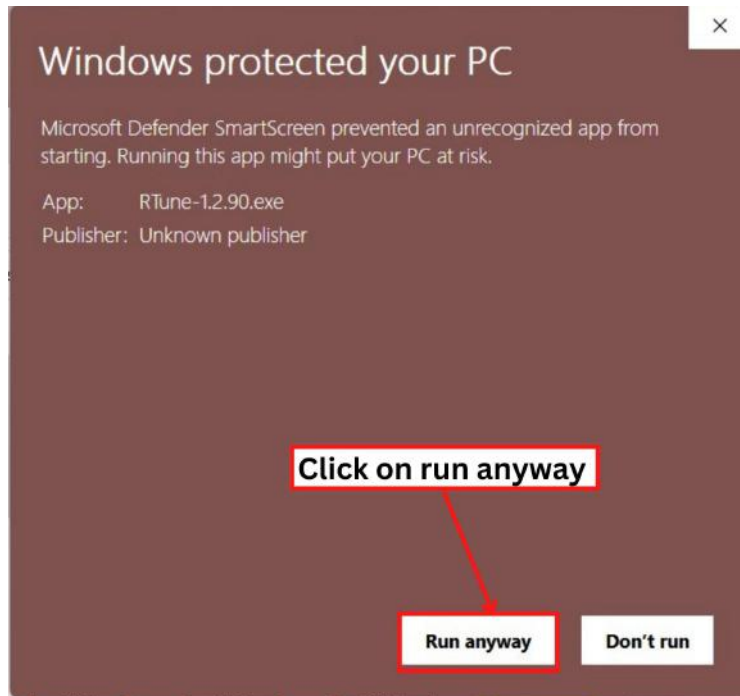 Windows protected your PC
Microsoft Defender SmartScreen prevented an unrecognized app from
starting. Running this app might put your PC at risk.
App: RTune-1.2.90.exe
Publisher: Unknown publisher
Click on run anyway
Run anyway Don't run